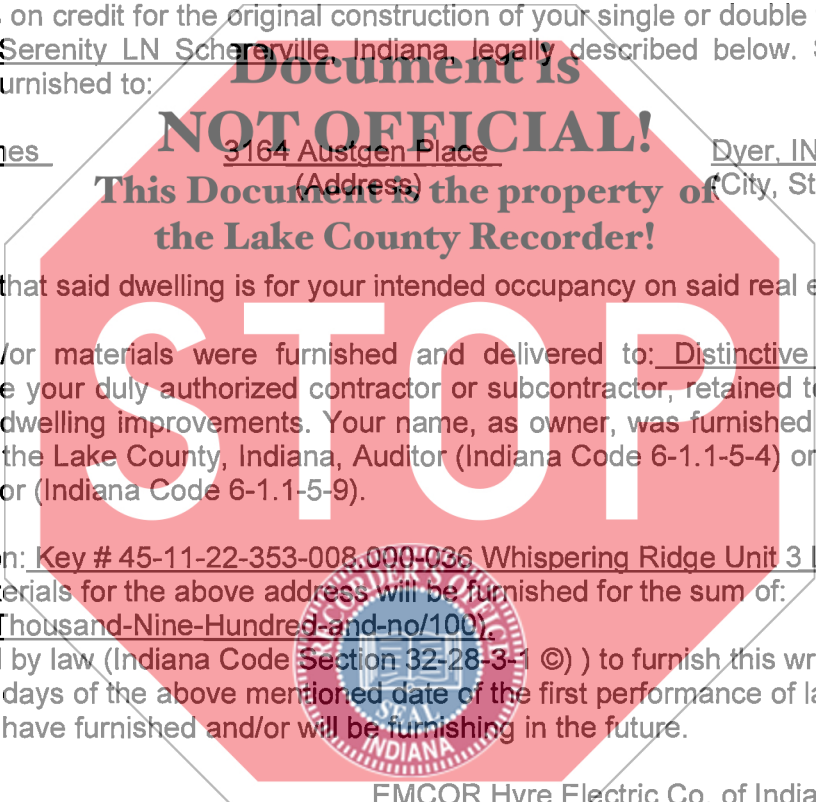 on credit for the original construction of your single or double
Serenity LN Schererville, Indiana, legally described below.
urnished to:
Document is
NOT OFFICIAL!
nes 3164 Austgen Place Dyer, IN
(Address) (City, St
This Document is the property of
the Lake County Recorder!
that said dwelling is for your intended occupancy on said real e
STOP
/or materials were furnished and delivered to: Distinctive
e your duly authorized contractor or subcontractor, retained to
dwelling improvements. Your name, as owner, was furnished
the Lake County, Indiana, Auditor (Indiana Code 6-1.1-5-4) or
or (Indiana Code 6-1.1-5-9).
n: Key # 45-11-22-353-008.000-036 Whispering Ridge Unit 3 L
erials for the above address will be furnished for the sum of:
Thousand-Nine-Hundred-and-no/100).
by law (Indiana Code Section 32-28-3-1 ©) ) to furnish this wr
days of the above mentioned date of the first performance of la
have furnished and/or will be furnishing in the future.
RECORDER'S OFFICE
SEAL
INDIANA
EMCOR Hyre Electric Co. of India